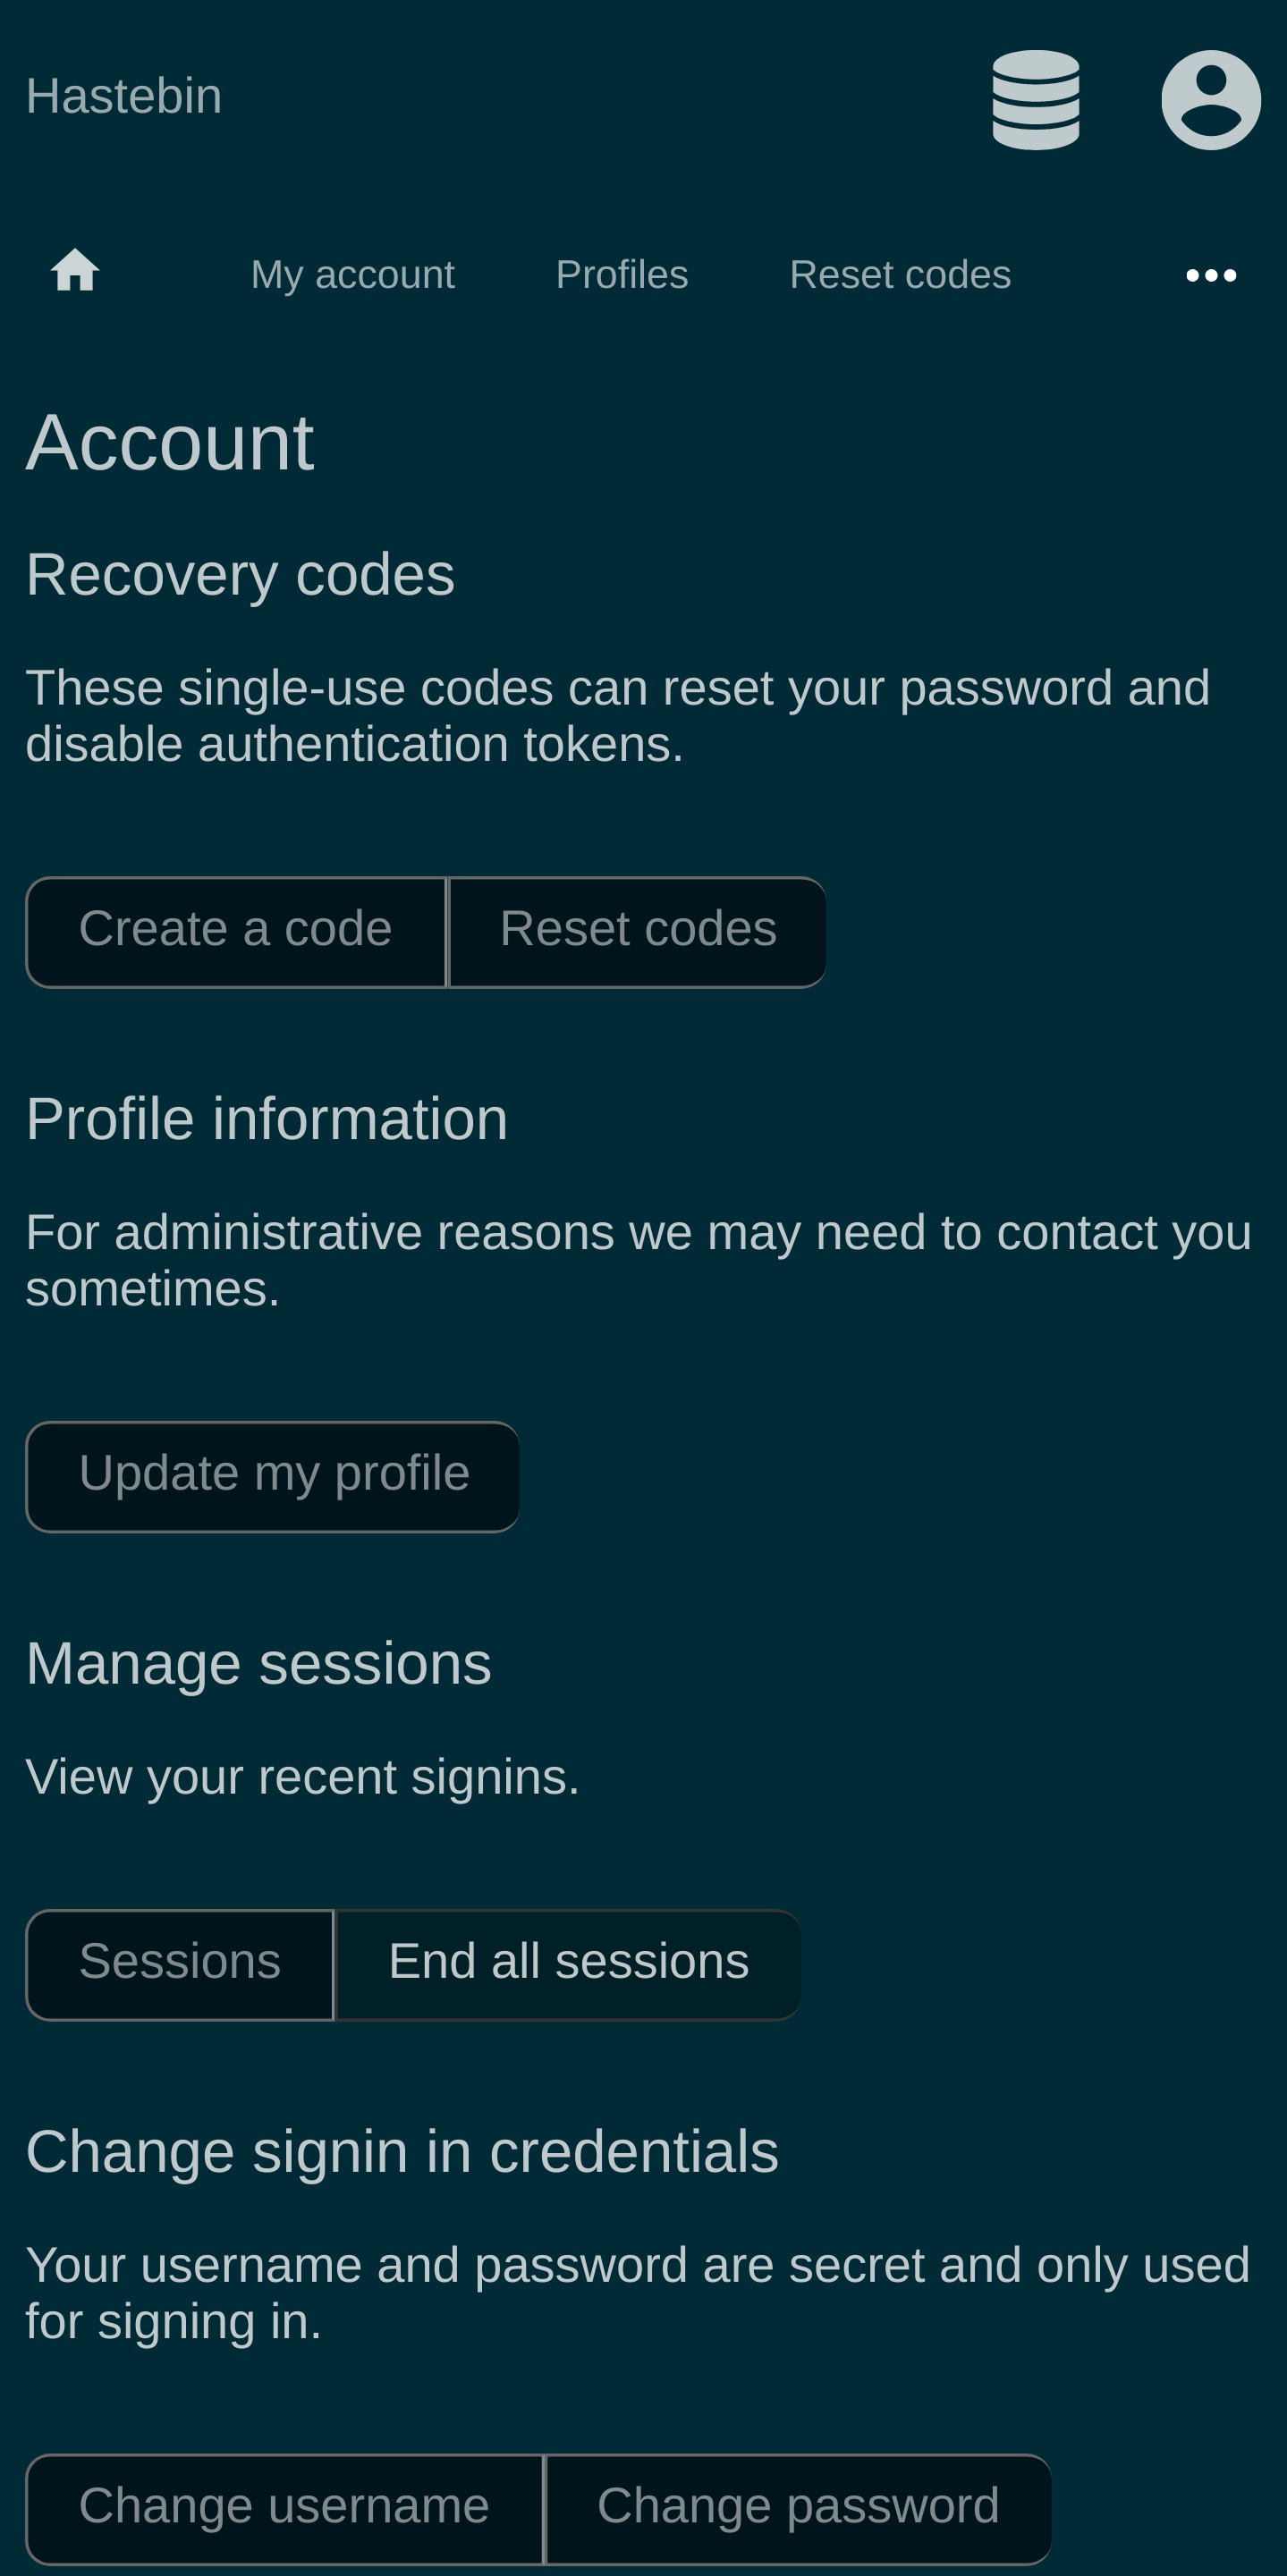 Hastebin
My account Profiles Reset codes
Account
Recovery codes
These single-use codes can reset your password and
disable authentication tokens.
Create a code Reset codes
Profile information
For administrative reasons we may need to contact you
sometimes.
Update my profile
Manage sessions
View your recent signins.
Sessions End all sessions
Change signin in credentials
Your username and password are secret and only used
for signing in.
Change username Change password